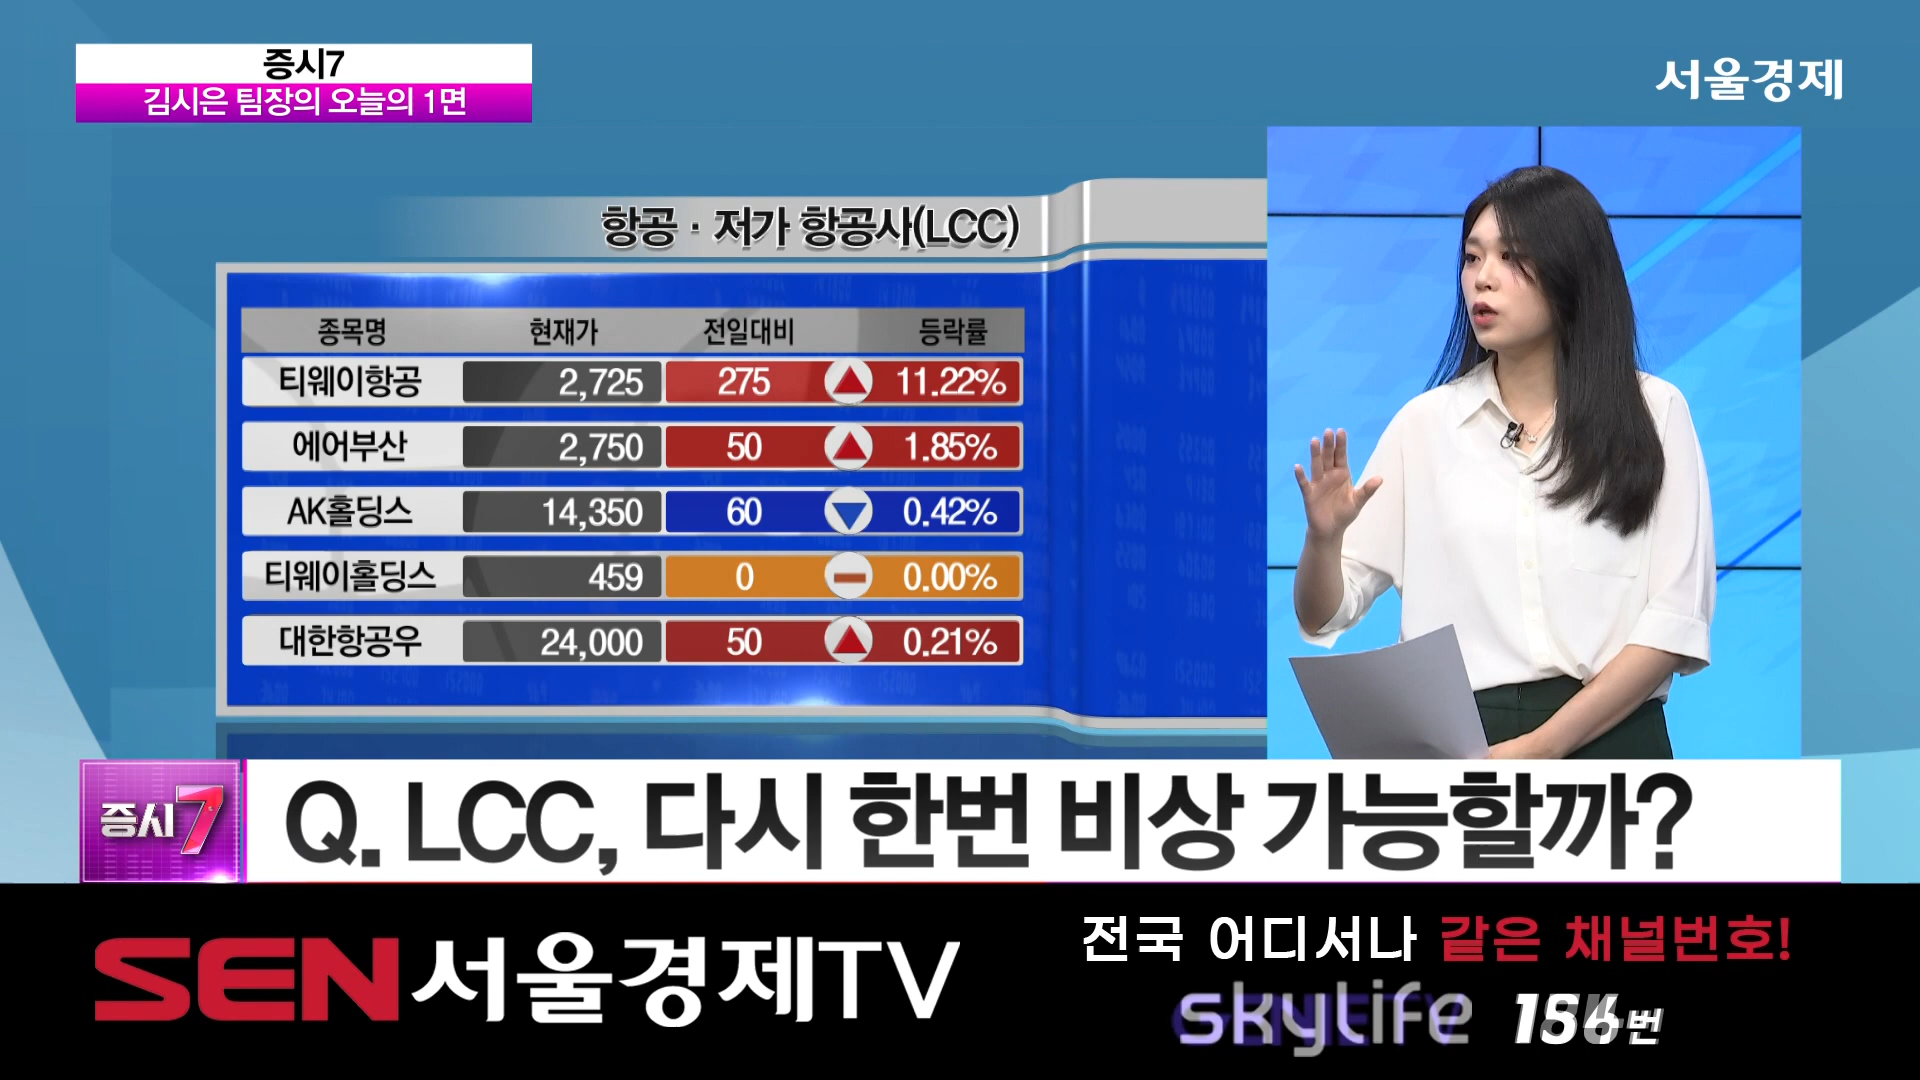 증시7
김시은 팀장의 오늘의 1면
서울경제
항공 · 저가 항공사(LCC)
종목명 현재가 전일대비 등락률
티웨이항공 2,725 275 ▲ 11.22%
에어부산 2,750 50 ▲ 1.85%
AK홀딩스 14,350 60 ▼ 0.42%
티웨이홀딩스 459 0 － 0.00%
대한항공우 24,000 50 ▲ 0.21%
증시7
Q. LCC, 다시 한번 비상 가능할까?
SEN서울경제TV
전국 어디서나 같은 채널번호!
skylife
번